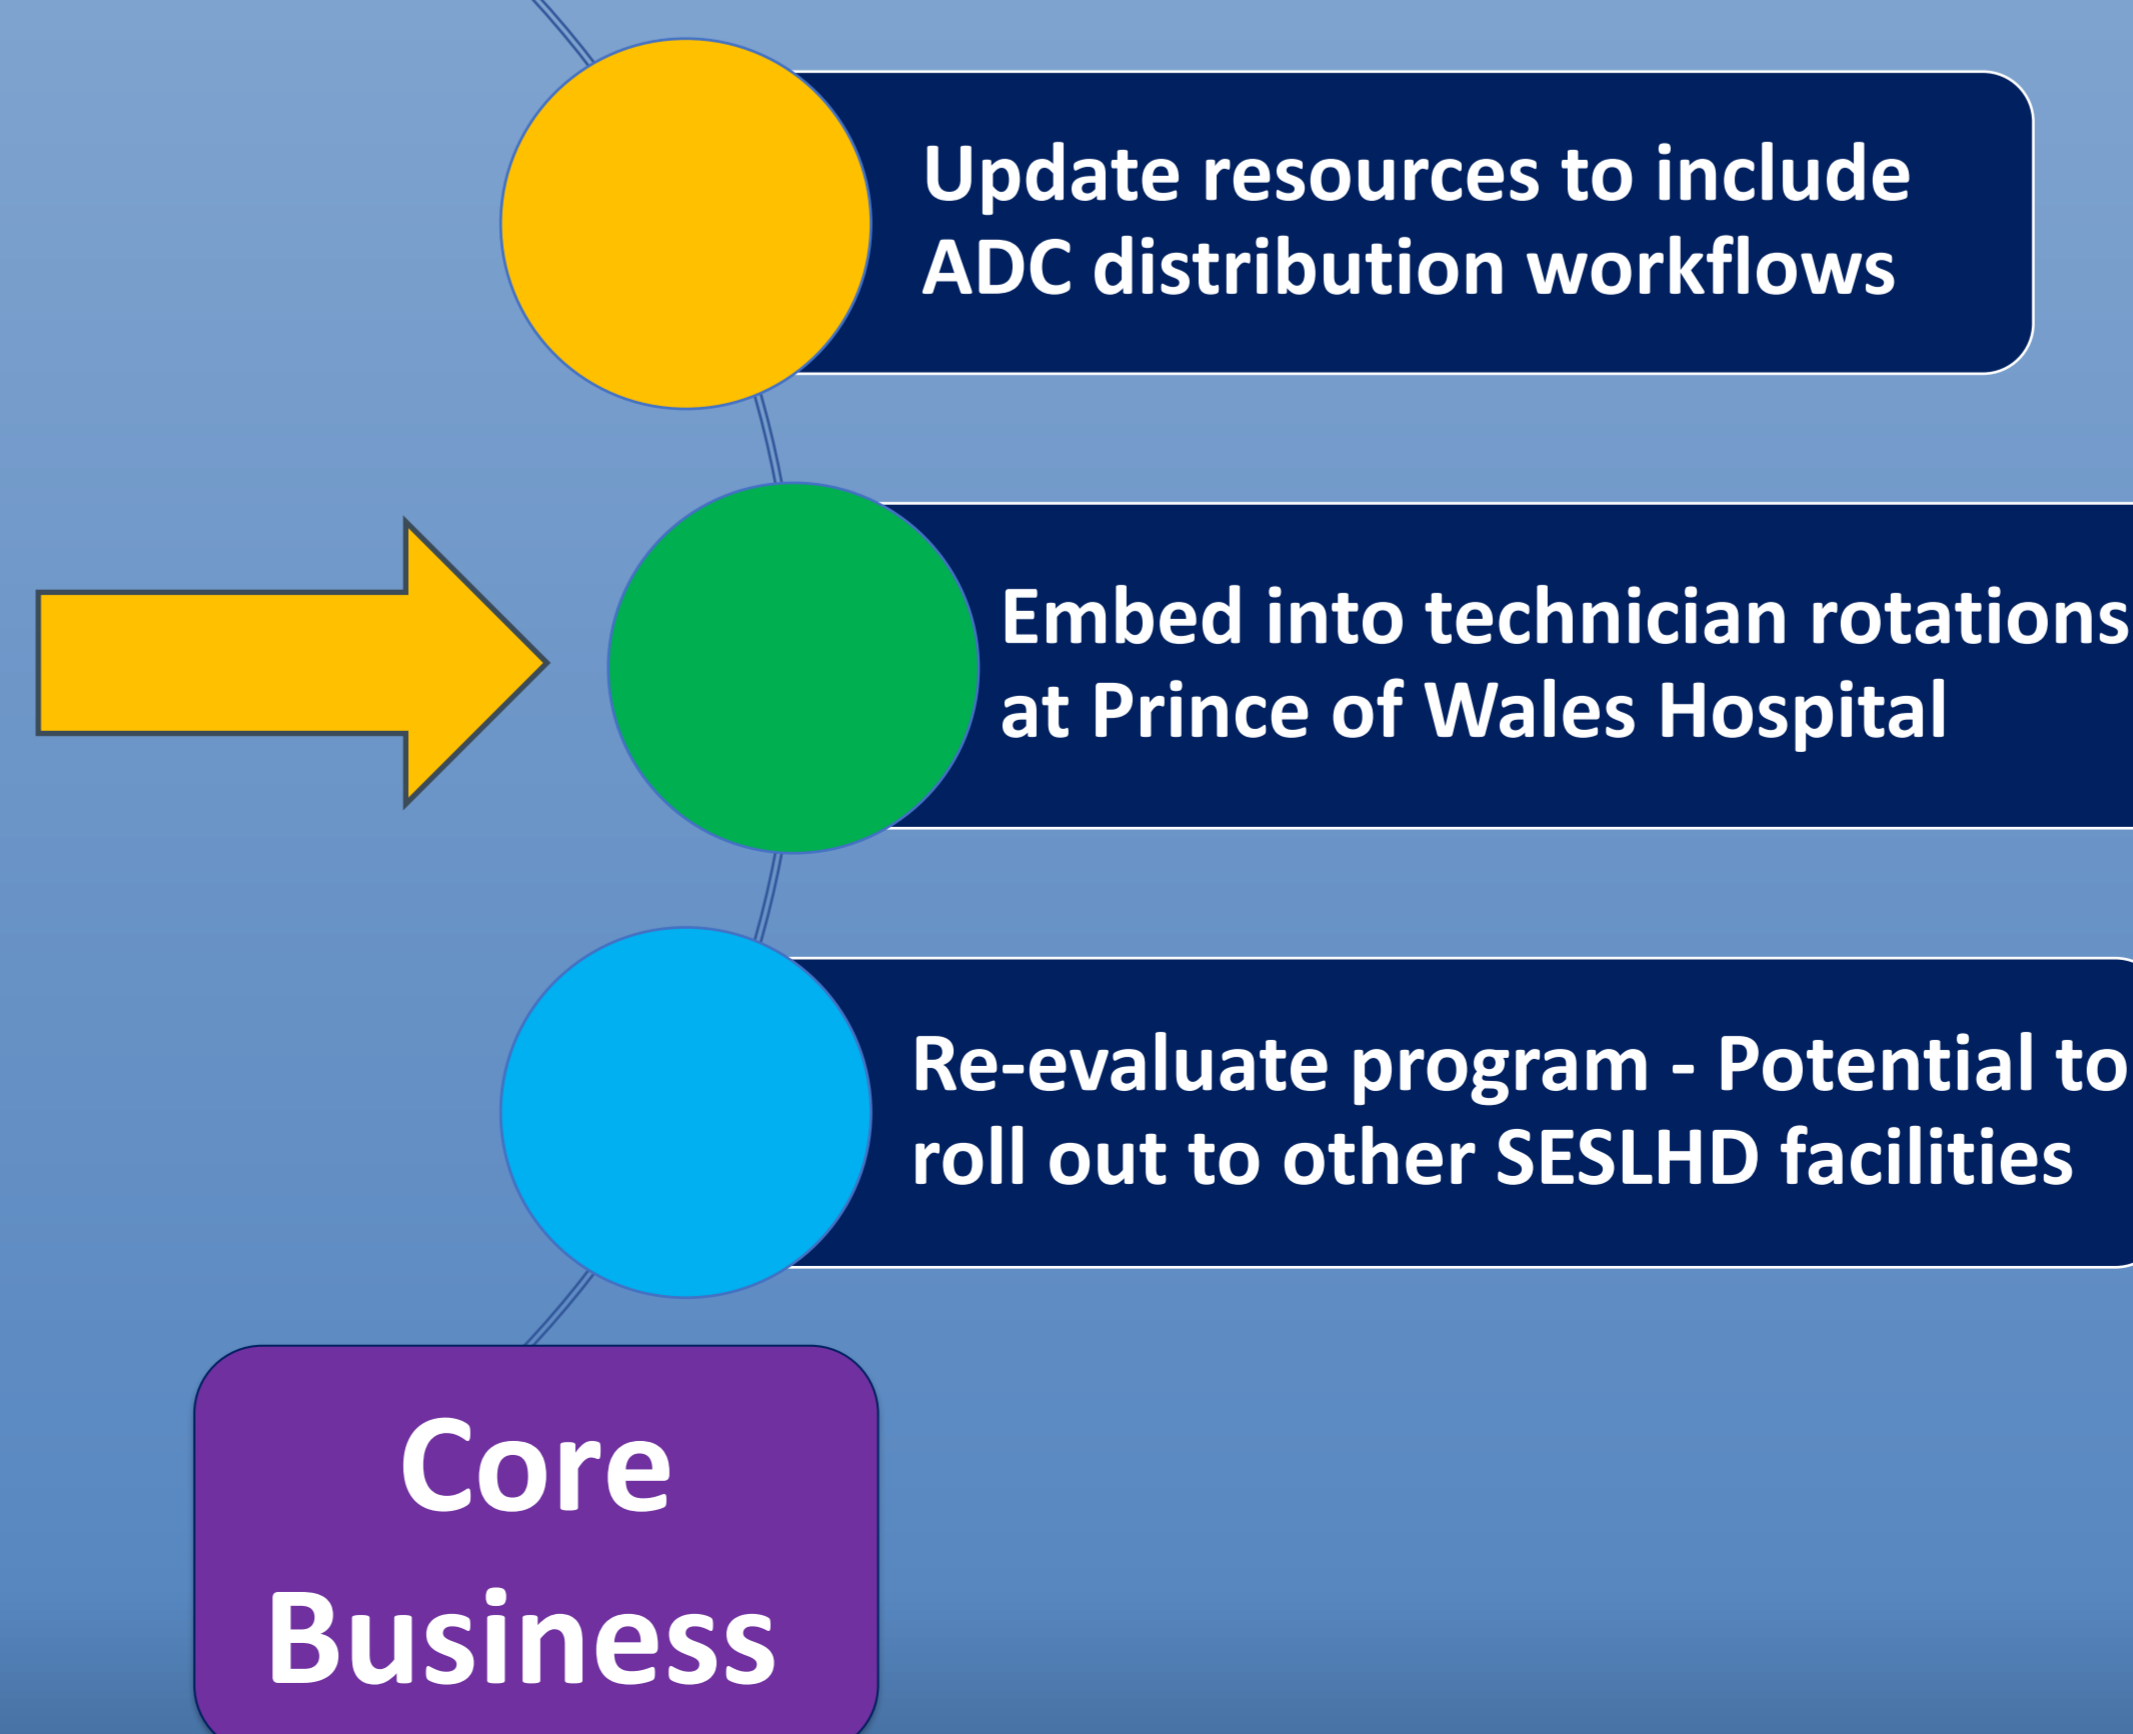 Update resources to include
ADC distribution workflows
Embed into technician rotations
at Prince of Wales Hospital
Re-evaluate program - Potential to
roll out to other SESLHD facilities
Core
Business